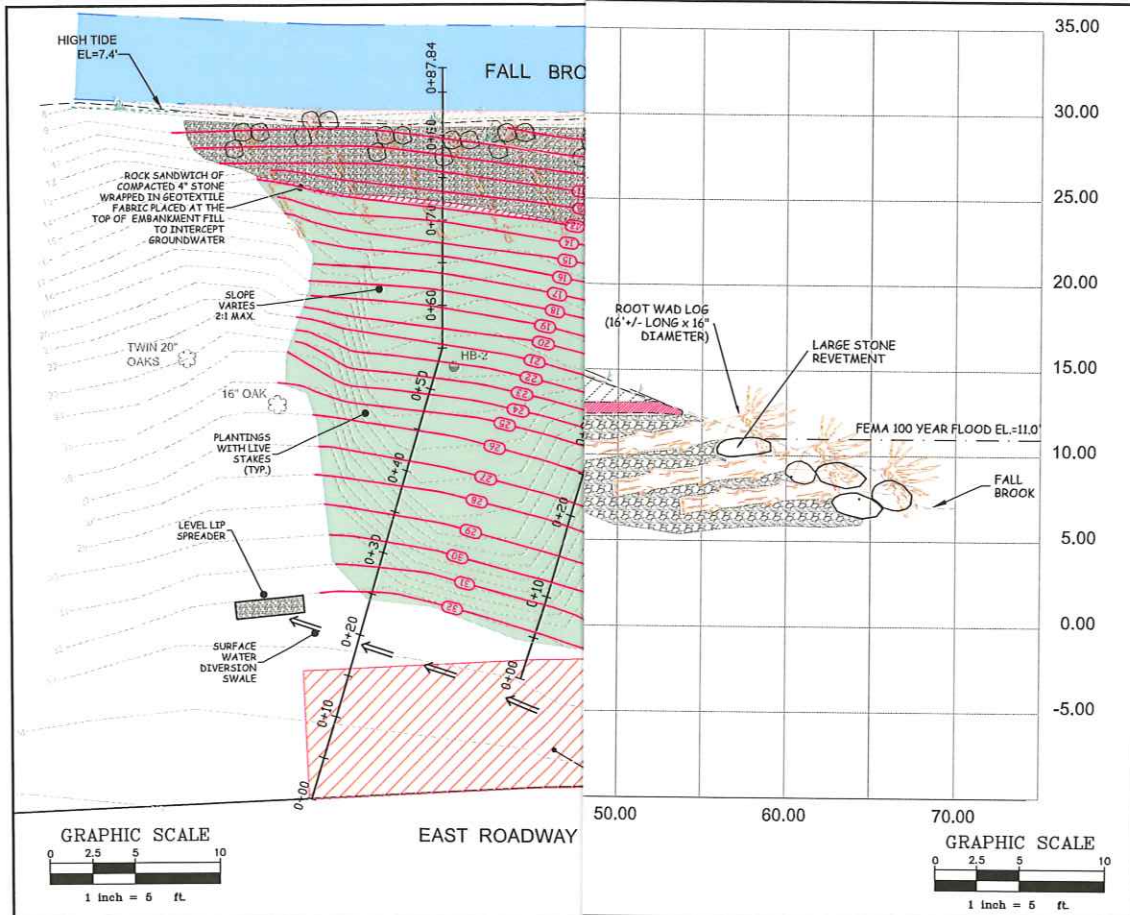 HIGH TIDE
EL=7.4'
0+87.84
FALL BRO
ROCK SANDWICH OF
COMPACTED 4" STONE
WRAPPED IN GEOTEXTILE
FABRIC PLACED AT THE
TOP OF EMBANKMENT FILL
TO INTERCEPT
GROUNDWATER
0+80
0+70
0+60
0+50
0+40
0+30
0+20
0+10
0+00
13
14
15
16
17
18
19
20
21
22
23
24
25
26
27
28
29
30
31
32
SLOPE
VARIES
2:1 MAX.
TWIN 20"
OAKS
HB-2
16" OAK
PLANTINGS
WITH LIVE
STAKES
(TYP.)
LEVEL LIP
SPREADER
SURFACE
WATER
DIVERSION
SWALE
0+20
0+10
0+00
EAST ROADWAY
GRAPHIC SCALE
0 2.5 5 10
1 inch = 5 ft.
35.00
30.00
25.00
20.00
15.00
10.00
5.00
0.00
-5.00
ROOT WAD LOG
(16'+/- LONG x 16"
DIAMETER)
LARGE STONE
REVETMENT
FEMA 100 YEAR FLOOD EL.=11.0'
FALL
BROOK
50.00 60.00 70.00
GRAPHIC SCALE
0 2.5 5 10
1 inch = 5 ft.